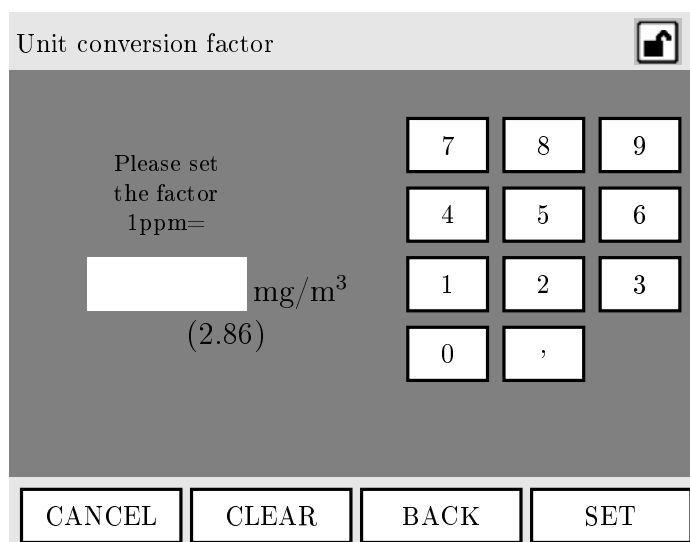 Unit conversion factor
Please set
the factor
1ppm=
mg/m³
(2.86)
7 8 9
4 5 6
1 2 3
0 ,
CANCEL CLEAR BACK SET